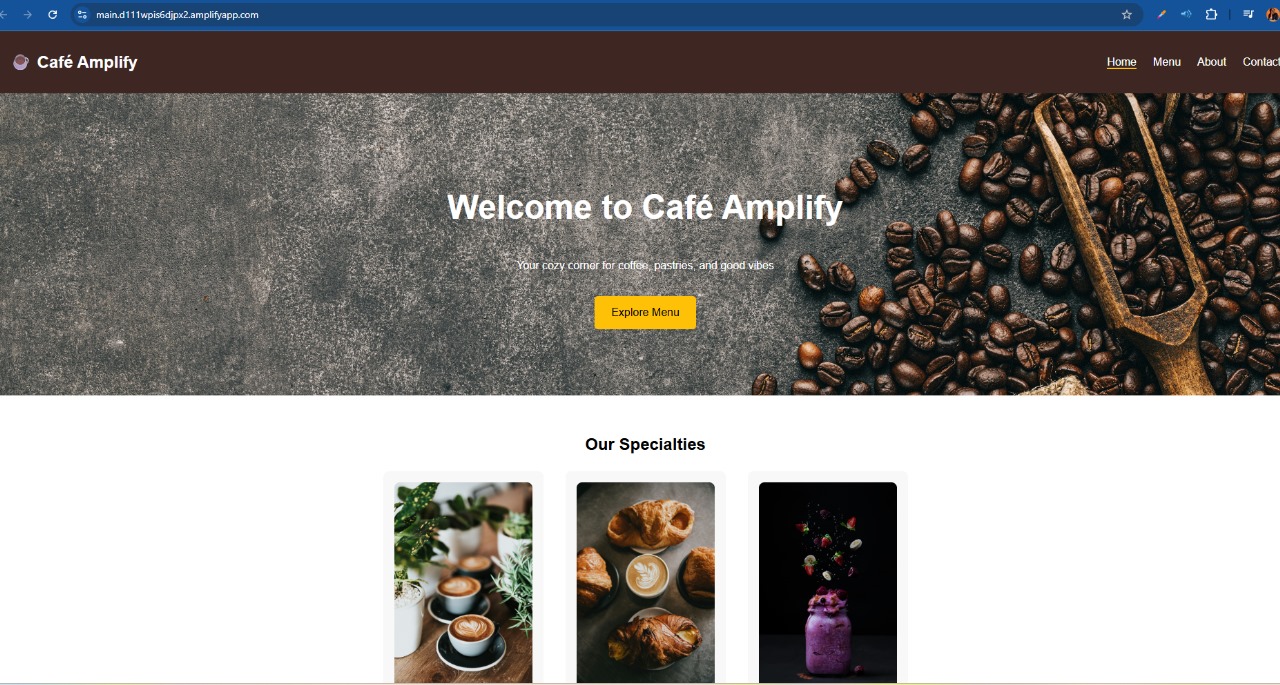 main.d111wpis6djpx2.amplifyapp.com
Café Amplify
Home Menu About Contact
Welcome to Café Amplify
Your cozy corner for coffee, pastries, and good vibes
Explore Menu
Our Specialties